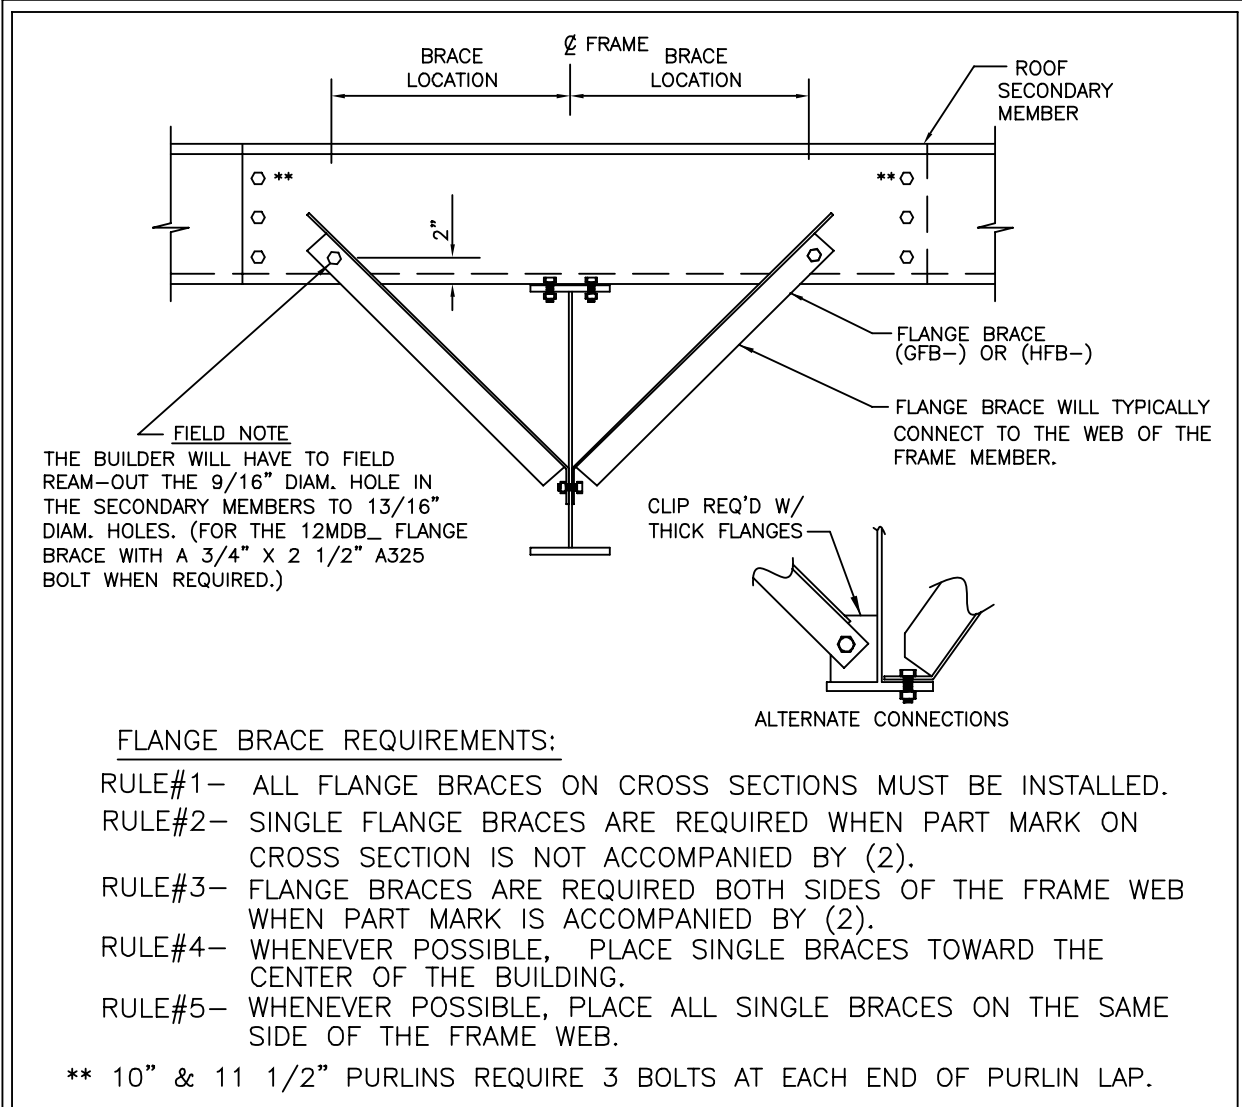 ℄ FRAME
BRACE
LOCATION
BRACE
LOCATION
ROOF
SECONDARY
MEMBER
**
**
2"
FLANGE BRACE
(GFB-) OR (HFB-)
FLANGE BRACE WILL TYPICALLY
CONNECT TO THE WEB OF THE
FRAME MEMBER.
FIELD NOTE
THE BUILDER WILL HAVE TO FIELD
REAM-OUT THE 9/16" DIAM. HOLE IN
THE SECONDARY MEMBERS TO 13/16"
DIAM. HOLES. (FOR THE 12MDB_ FLANGE
BRACE WITH A 3/4" X 2 1/2" A325
BOLT WHEN REQUIRED.)
CLIP REQ'D W/
THICK FLANGES
ALTERNATE CONNECTIONS
FLANGE BRACE REQUIREMENTS:
RULE#1- ALL FLANGE BRACES ON CROSS SECTIONS MUST BE INSTALLED.
RULE#2- SINGLE FLANGE BRACES ARE REQUIRED WHEN PART MARK ON
CROSS SECTION IS NOT ACCOMPANIED BY (2).
RULE#3- FLANGE BRACES ARE REQUIRED BOTH SIDES OF THE FRAME WEB
WHEN PART MARK IS ACCOMPANIED BY (2).
RULE#4- WHENEVER POSSIBLE, PLACE SINGLE BRACES TOWARD THE
CENTER OF THE BUILDING.
RULE#5- WHENEVER POSSIBLE, PLACE ALL SINGLE BRACES ON THE SAME
SIDE OF THE FRAME WEB.
** 10" & 11 1/2" PURLINS REQUIRE 3 BOLTS AT EACH END OF PURLIN LAP.